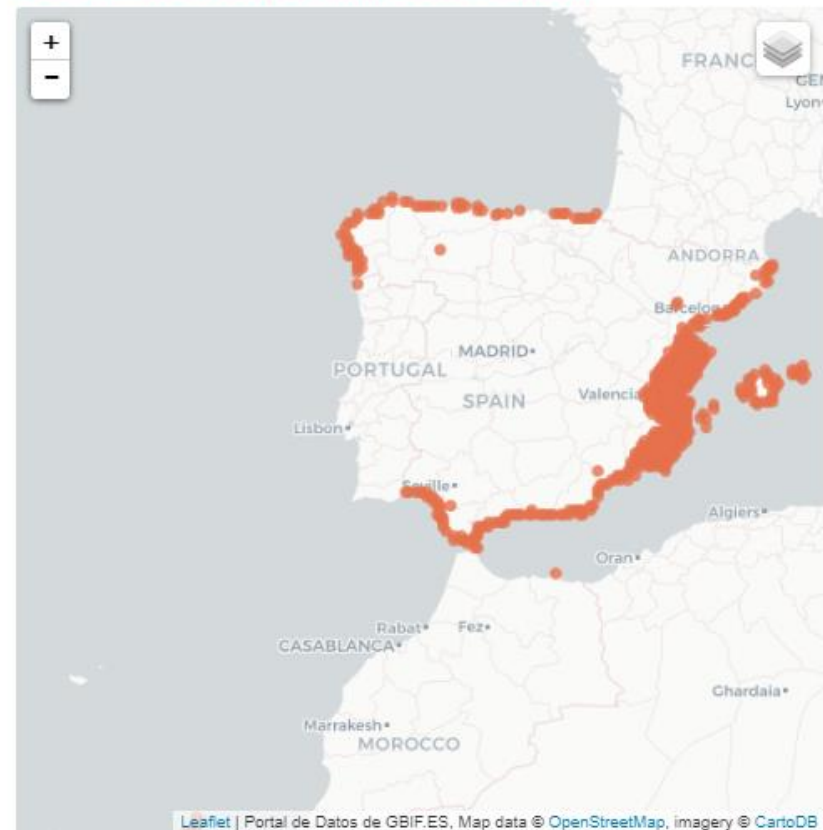 +
−
FRANC
GEN
Lyon
ANDORRA
Barcelon
MADRID
PORTUGAL
Valencia
SPAIN
Lisbon
Seville
Algiers
Oran
Rabat
Fez
CASABLANCA
Ghardaia
Marrakesh
MOROCCO
Leaflet | Portal de Datos de GBIF.ES, Map data © OpenStreetMap, imagery © CartoDB